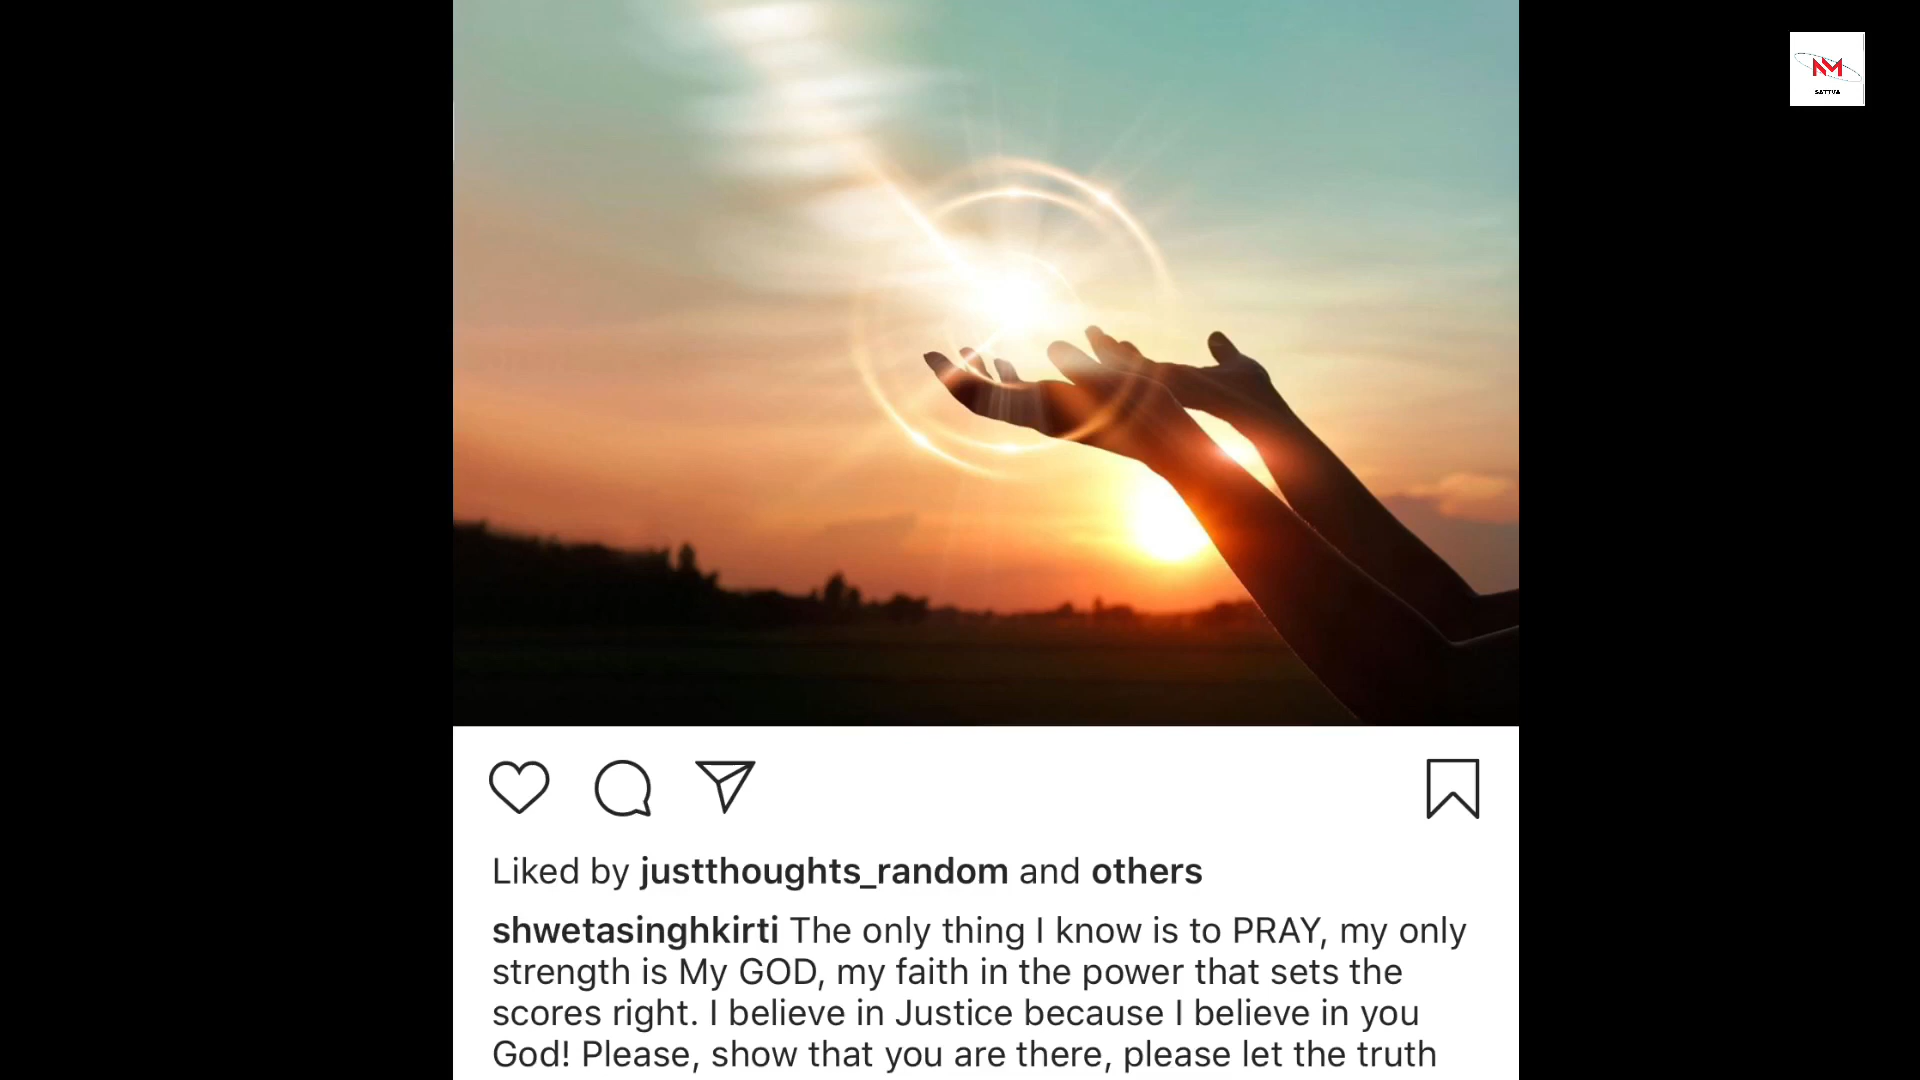 NM
SATTVA
Liked by justthoughts_random and others
shwetasinghkirti The only thing I know is to PRAY, my only
strength is My GOD, my faith in the power that sets the
scores right. I believe in Justice because I believe in you
God! Please, show that you are there, please let the truth